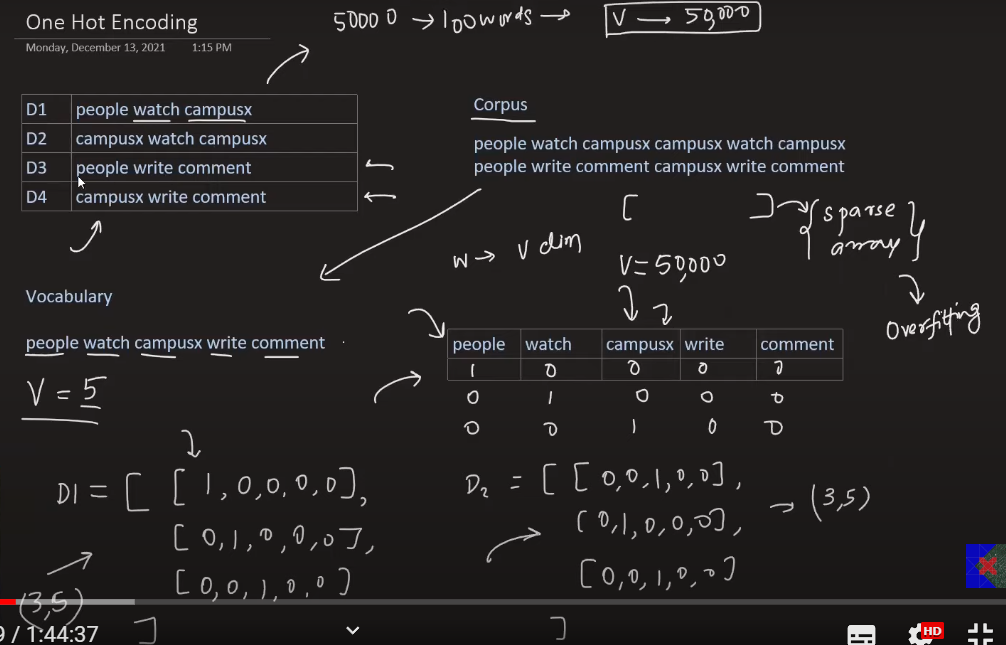 One Hot Encoding
Monday, December 13, 2021 1:15 PM
50000 → 100 words → V → 50,000
D1 people watch campusx
D2 campusx watch campusx
D3 people write comment
D4 campusx write comment
Corpus
people watch campusx campusx watch campusx
people write comment campusx write comment
[ ] → { sparse array }
W → V dim
V = 50,000
Overfitting
Vocabulary
people watch campusx write comment
V = 5
people watch campusx write comment
1 0 0 0 0
0 1 0 0 0
0 0 1 0 0
D1 = [ [ 1, 0, 0, 0, 0],
[ 0, 1, 0, 0, 0],
[ 0, 0, 1, 0, 0 ]
]
(3,5)
D2 = [ [ 0, 0, 1, 0, 0],
[ 0, 1, 0, 0, 0],
[ 0, 0, 1, 0, 0 ]
]
→ (3,5)
9 / 1:44:37
HD